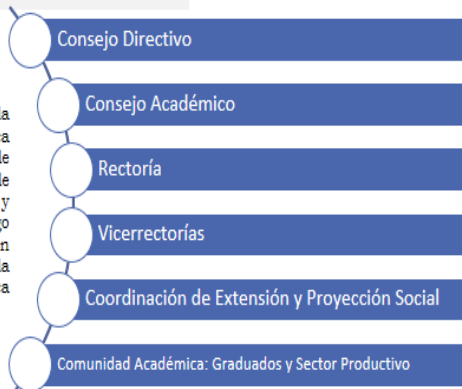 Consejo Directivo
Consejo Académico
Rectoría
Vicerrectorías
Coordinación de Extensión y Proyección Social
Comunidad Académica: Graduados y Sector Productivo